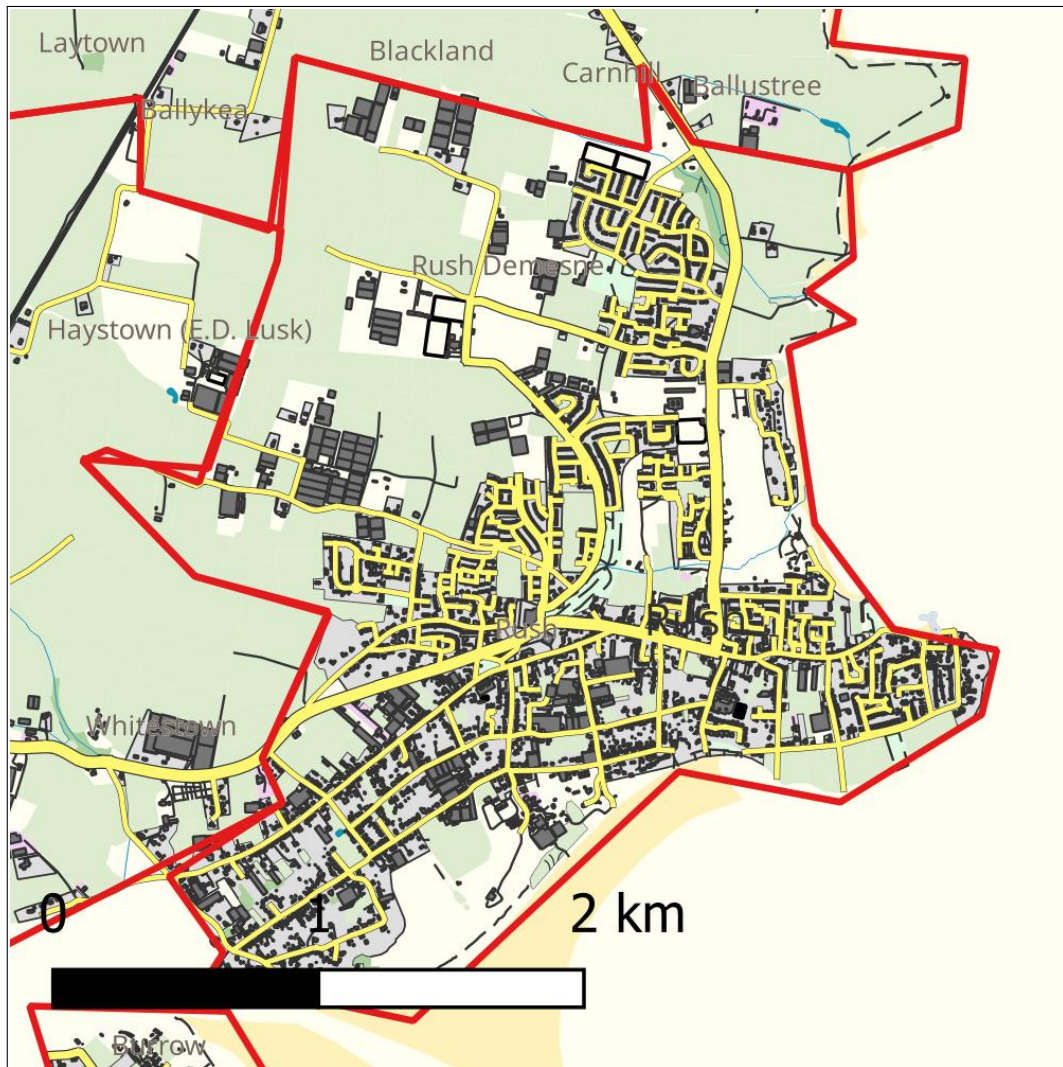 Laytown
Blackland
Carnhill
Ballustree
Ballykea
Rush Demesne
Haystown (E.D. Lusk)
Rush
Whitestown
0 1 2 km
Burrow